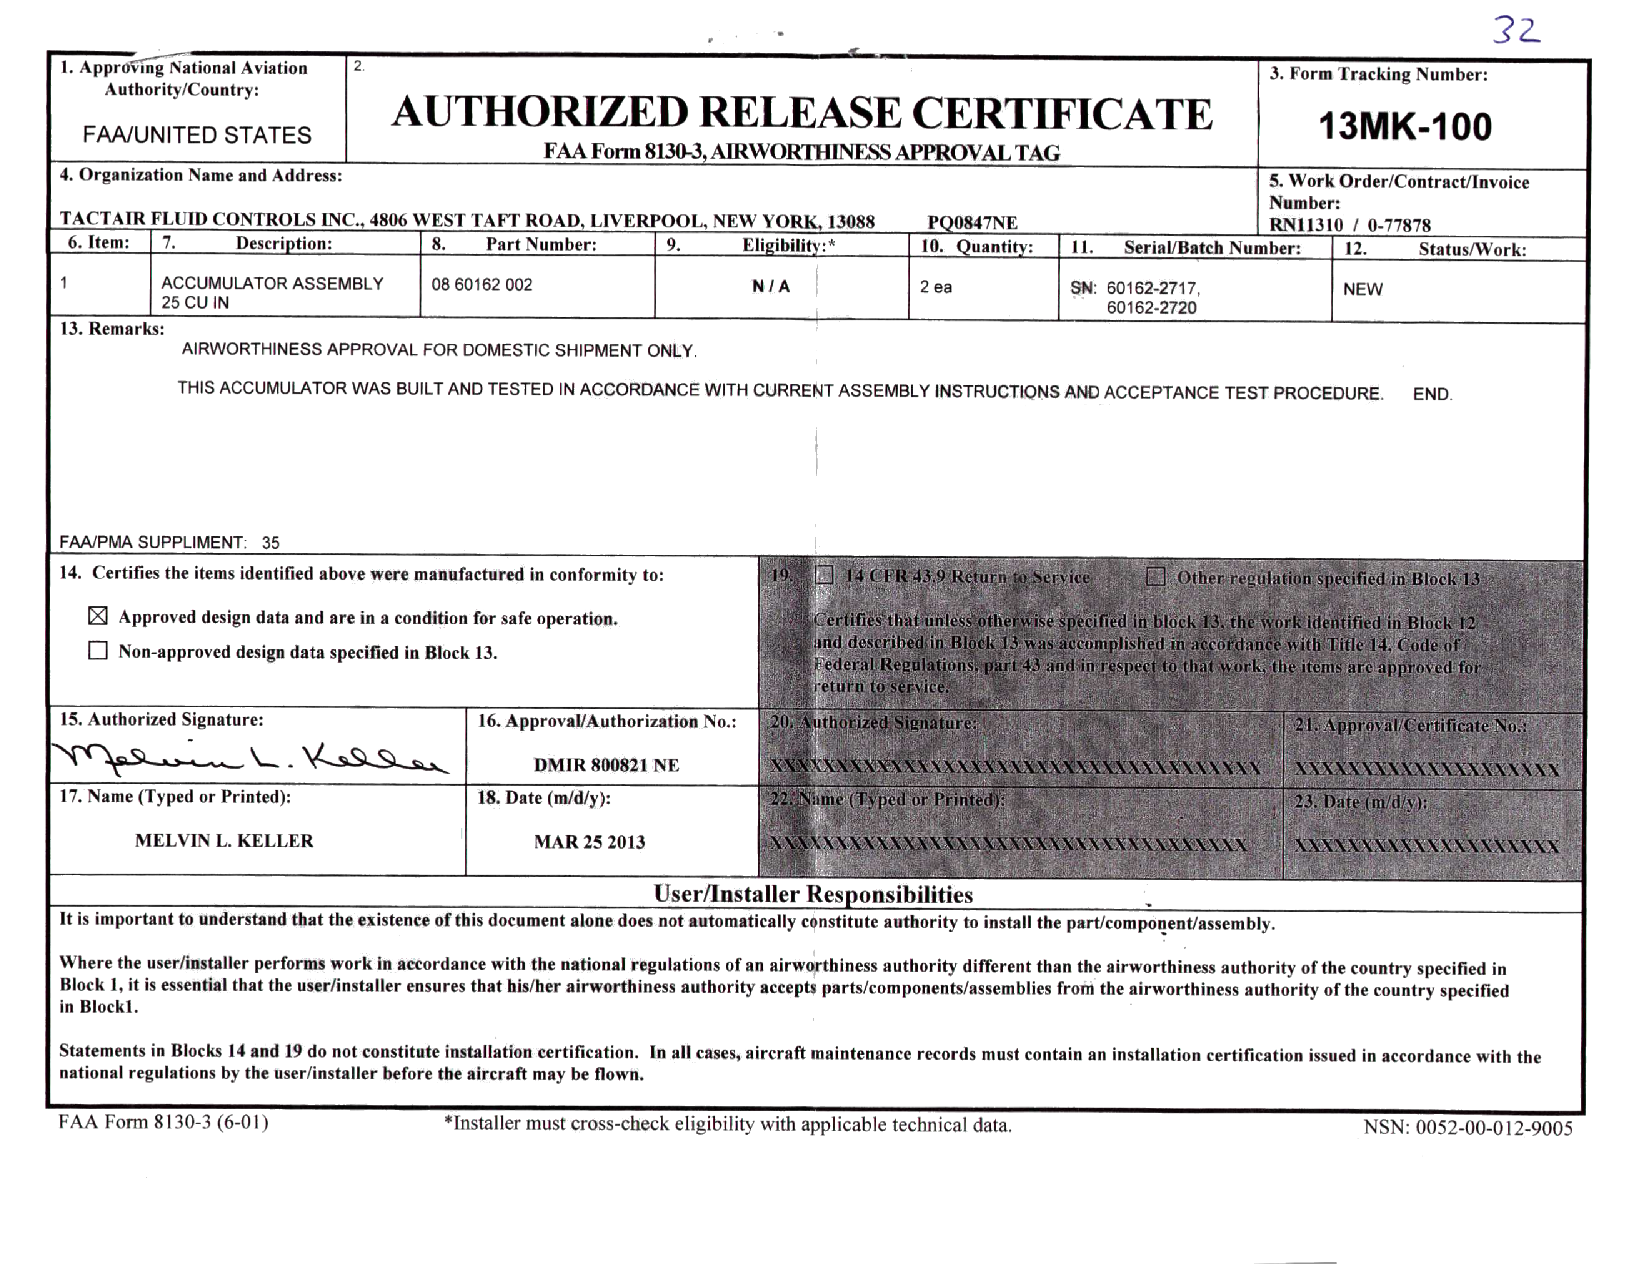 32
1. Approving National Aviation
Authority/Country:
FAA/UNITED STATES
2.
AUTHORIZED RELEASE CERTIFICATE
FAA Form 8130-3, AIRWORTHINESS APPROVAL TAG
3. Form Tracking Number:
13MK-100
4. Organization Name and Address:
TACTAIR FLUID CONTROLS INC., 4806 WEST TAFT ROAD, LIVERPOOL, NEW YORK, 13088 PQ0847NE
5. Work Order/Contract/Invoice
Number:
RN11310 / 0-77878
6. Item: 7. Description: 8. Part Number: 9. Eligibility:* 10. Quantity: 11. Serial/Batch Number: 12. Status/Work:
1 ACCUMULATOR ASSEMBLY 08 60162 002 N / A 2 ea SN: 60162-2717, NEW
25 CU IN 60162-2720
13. Remarks:
AIRWORTHINESS APPROVAL FOR DOMESTIC SHIPMENT ONLY.
THIS ACCUMULATOR WAS BUILT AND TESTED IN ACCORDANCE WITH CURRENT ASSEMBLY INSTRUCTIONS AND ACCEPTANCE TEST PROCEDURE. END.
FAA/PMA SUPPLIMENT: 35
14. Certifies the items identified above were manufactured in conformity to:
☒ Approved design data and are in a condition for safe operation.
☐ Non-approved design data specified in Block 13.
19. ☐ 14 CFR 43.9 Return to Service ☐ Other regulation specified in Block 13
Certifies that unless otherwise specified in block 13, the work identified in Block 12
and described in Block 13 was accomplished in accordance with Title 14, Code of
Federal Regulations, part 43 and in respect to that work, the items are approved for
return to service.
15. Authorized Signature:
Melvin L. Keller
16. Approval/Authorization No.:
DMIR 800821 NE
20. Authorized Signature:
XXXXXXXXXXXXXXXXXXXXXXXXXXXXXXXXXXXXX
21. Approval/Certificate No.:
XXXXXXXXXXXXXXXXXXXX
17. Name (Typed or Printed):
MELVIN L. KELLER
18. Date (m/d/y):
MAR 25 2013
22. Name (Typed or Printed):
XXXXXXXXXXXXXXXXXXXXXXXXXXXXXXXXXXXX
23. Date (m/d/y):
XXXXXXXXXXXXXXXXXXXX
User/Installer Responsibilities
It is important to understand that the existence of this document alone does not automatically constitute authority to install the part/component/assembly.
Where the user/installer performs work in accordance with the national regulations of an airworthiness authority different than the airworthiness authority of the country specified in
Block 1, it is essential that the user/installer ensures that his/her airworthiness authority accepts parts/components/assemblies from the airworthiness authority of the country specified
in Block1.
Statements in Blocks 14 and 19 do not constitute installation certification. In all cases, aircraft maintenance records must contain an installation certification issued in accordance with the
national regulations by the user/installer before the aircraft may be flown.
FAA Form 8130-3 (6-01) *Installer must cross-check eligibility with applicable technical data. NSN: 0052-00-012-9005